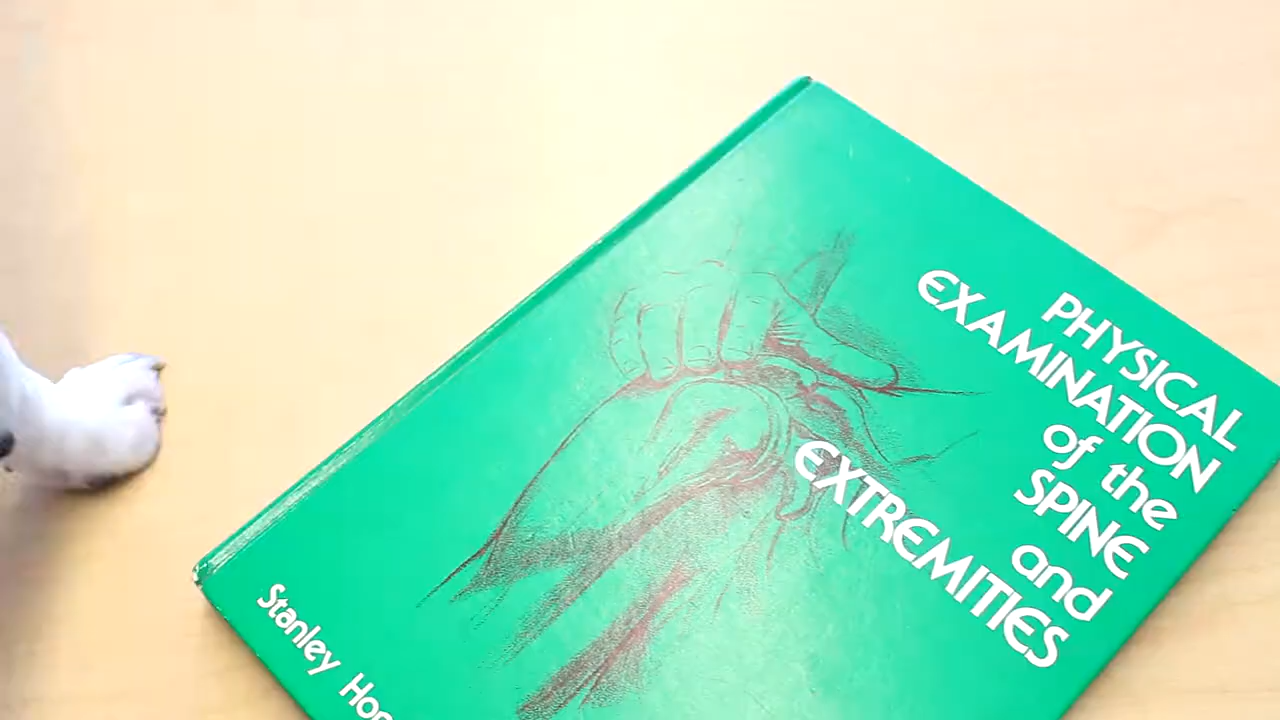 PHYSICAL
EXAMINATION
of the
SPINE
and
EXTREMITIES
Stanley